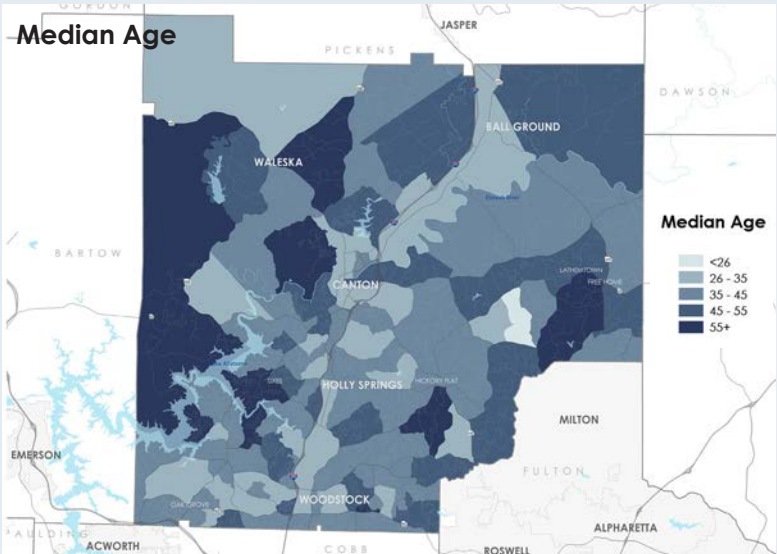 GORDON
Median Age
JASPER
PICKENS
DAWSON
BALL GROUND
WALESKA
Median Age
<26
26 - 35
35 - 45
45 - 55
55+
BARTOW
LATHEMTOWN
FREE HOME
CANTON
HOLLY SPRINGS
HICKORY FLAT
MILTON
EMERSON
FULTON
WOODSTOCK
OAK GROVE
PAULDING
ACWORTH
COBB
ROSWELL
ALPHARETTA